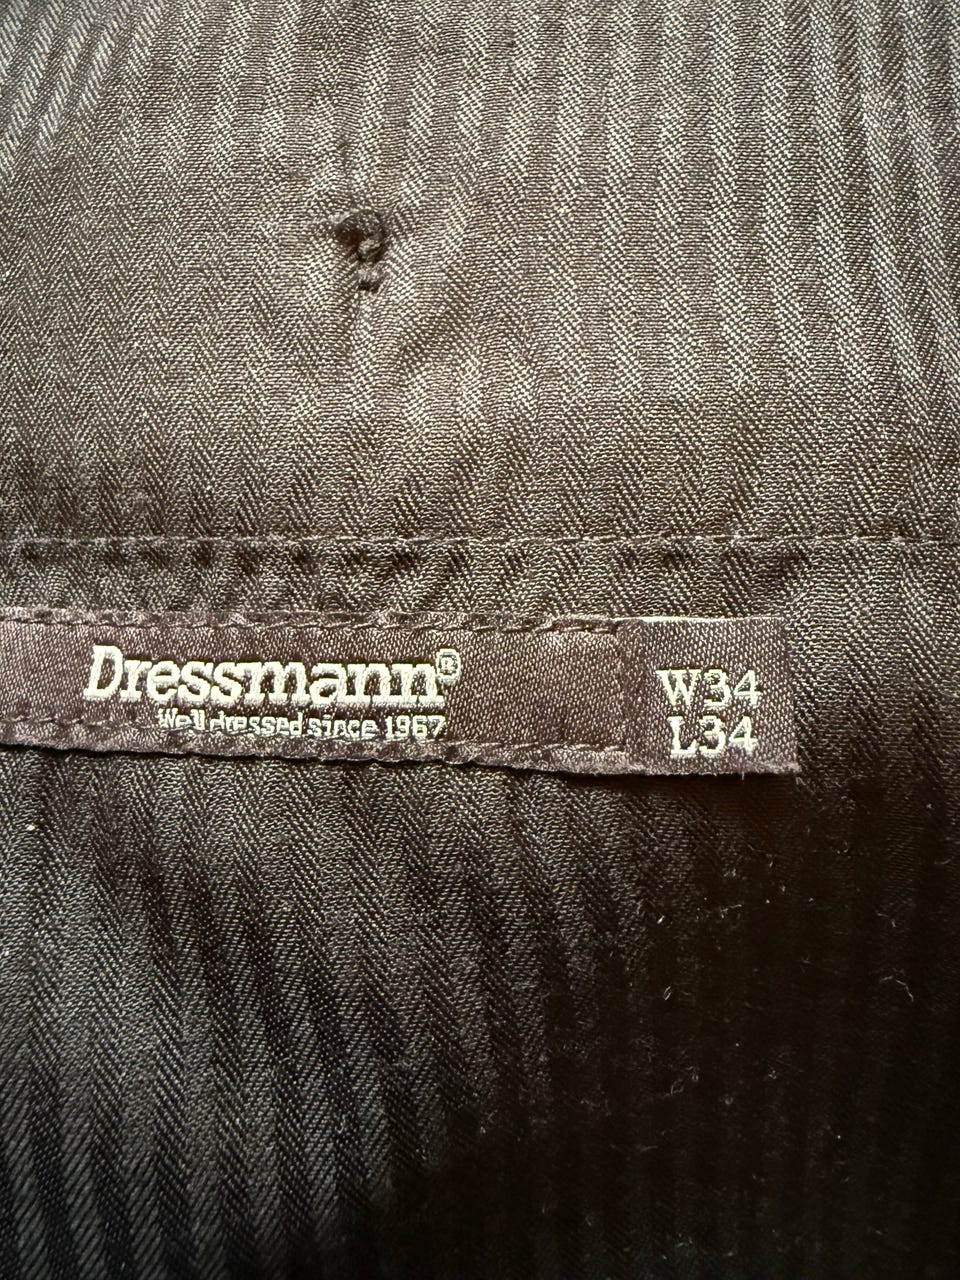 Dressmann®
Well dressed since 1967
W34
L34